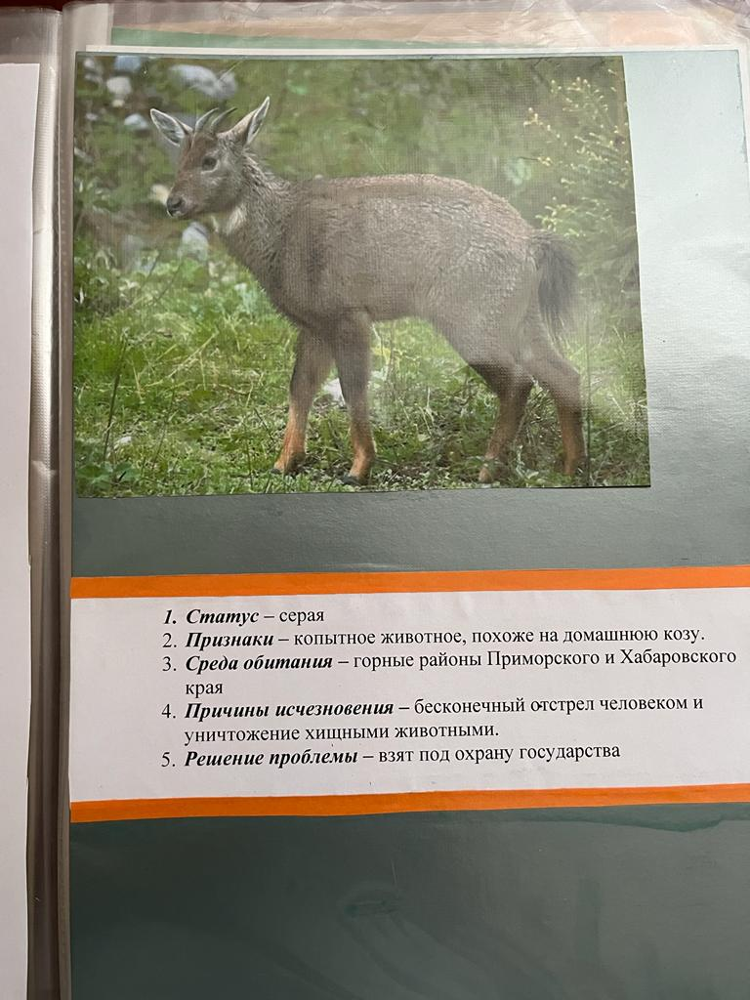 1. Статус – серая
2. Признаки – копытное животное, похоже на домашнюю козу.
3. Среда обитания – горные районы Приморского и Хабаровского
края
4. Причины исчезновения – бесконечный отстрел человеком и
уничтожение хищными животными.
5. Решение проблемы – взят под охрану государства